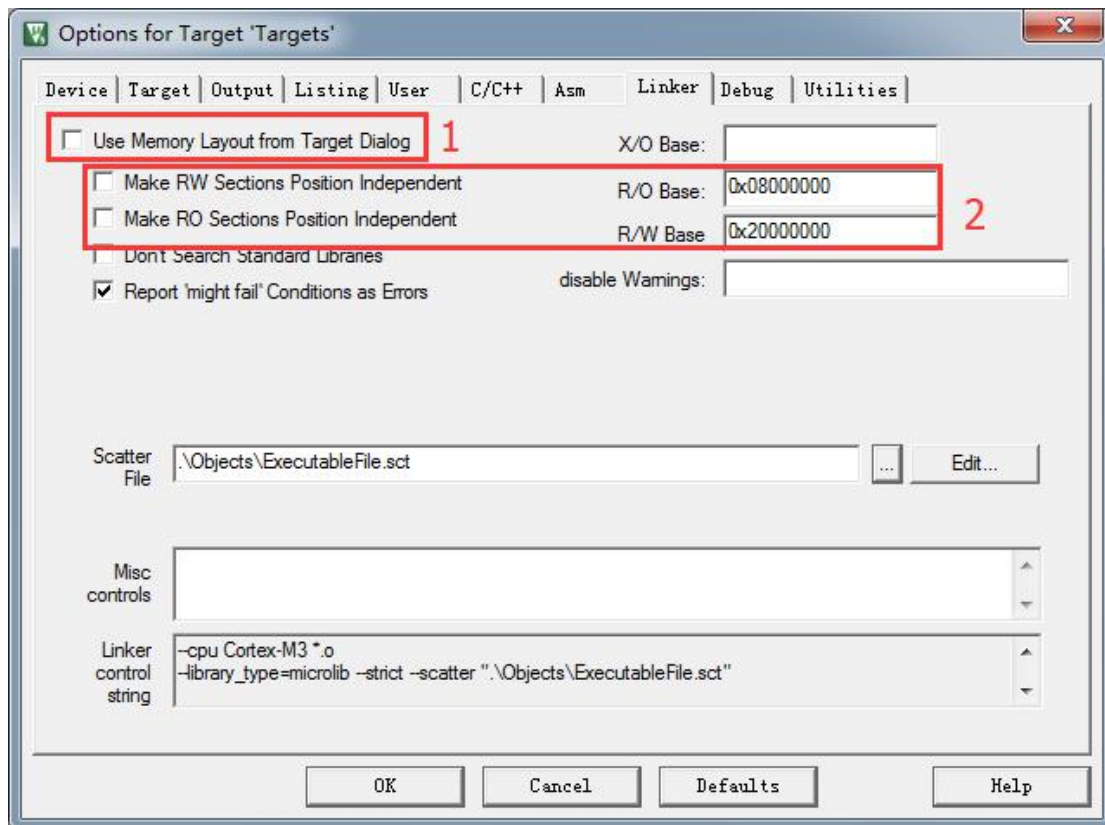 Options for Target 'Targets'
Device Target Output Listing User C/C++ Asm Linker Debug Utilities
Use Memory Layout from Target Dialog 1 X/O Base:
Make RW Sections Position Independent R/O Base: 0x08000000
Make RO Sections Position Independent R/W Base 0x20000000 2
Don't Search Standard Libraries
Report 'might fail' Conditions as Errors disable Warnings:
Scatter File .\Objects\ExecutableFile.sct ... Edit...
Misc controls
Linker control string --cpu Cortex-M3 *.o
--library_type=microlib --strict --scatter ".\Objects\ExecutableFile.sct"
OK Cancel Defaults Help